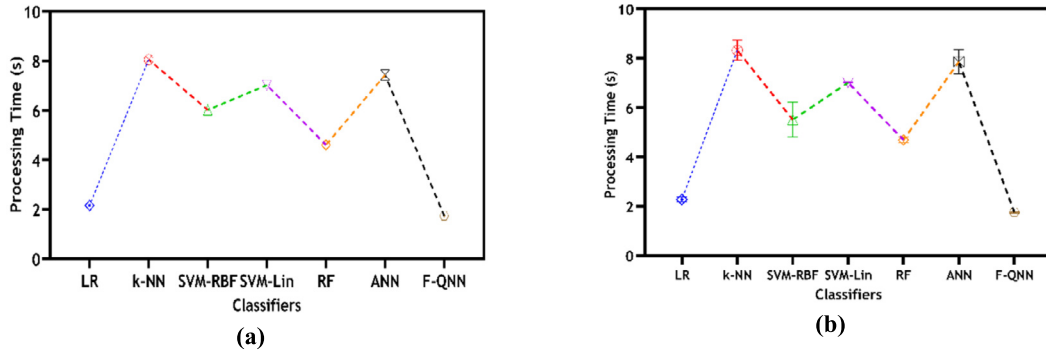 10
8
6
4
2
0
Processing Time (s)
LR k-NN SVM-RBF SVM-Lin RF ANN F-QNN
Classifiers
(a)
10
8
6
4
2
0
Processing Time (s)
LR k-NN SVM-RBF SVM-Lin RF ANN F-QNN
Classifiers
(b)